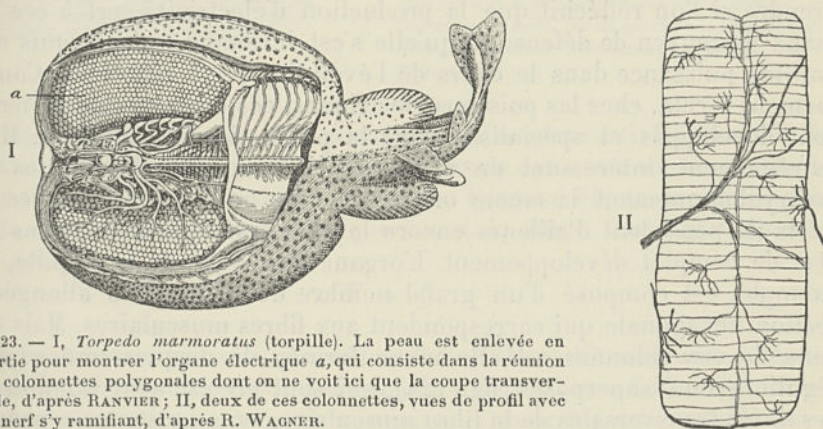 a
I
II
23. — I, Torpedo marmoratus (torpille). La peau est enlevée en
rtie pour montrer l'organe électrique a, qui consiste dans la réunion
colonnettes polygonales dont on ne voit ici que la coupe transver-
le, d'après RANVIER ; II, deux de ces colonnettes, vues de profil avec
nerf s'y ramifiant, d'après R. WAGNER.